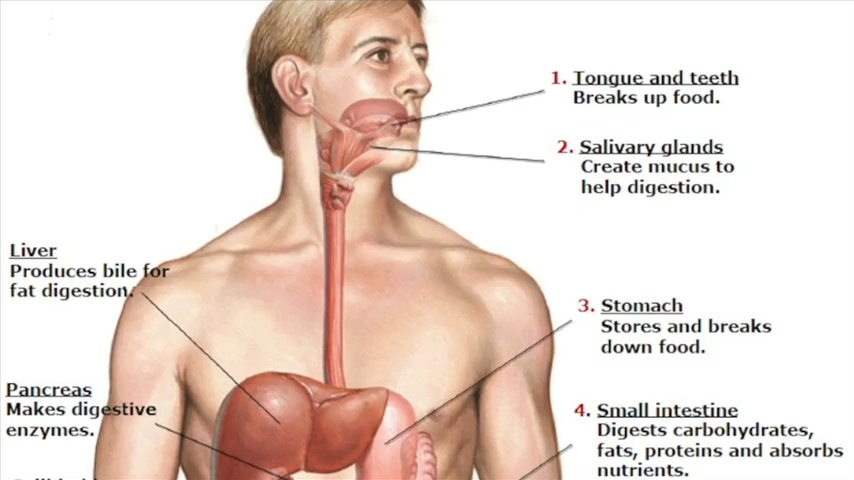 1. Tongue and teeth
Breaks up food.
2. Salivary glands
Create mucus to
help digestion.
Liver
Produces bile for
fat digestion.
3. Stomach
Stores and breaks
down food.
Pancreas
Makes digestive
enzymes.
4. Small intestine
Digests carbohydrates,
fats, proteins and absorbs
nutrients.